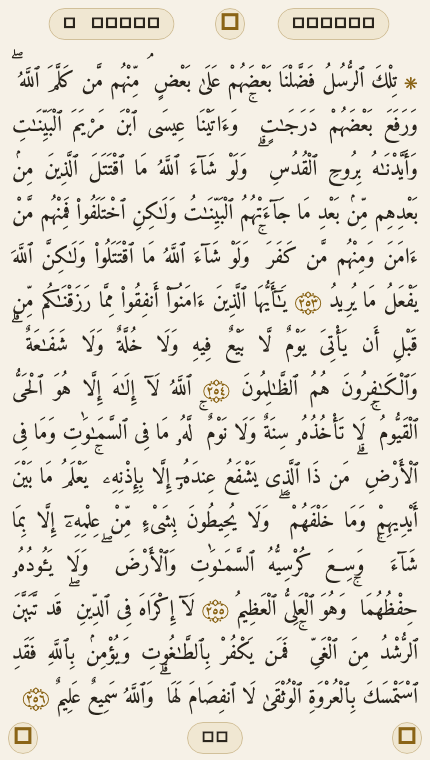 تِلْكَ ٱلرُّسُلُ فَضَّلْنَا بَعْضَهُمْ عَلَىٰ بَعْضٍ ۘ مِّنْهُم مَّن كَلَّمَ ٱللَّهُ ۖ
وَرَفَعَ بَعْضَهُمْ دَرَجَـٰتٍ ۚ وَءَاتَيْنَا عِيسَى ٱبْنَ مَرْيَمَ ٱلْبَيِّنَـٰتِ
وَأَيَّدْنَـٰهُ بِرُوحِ ٱلْقُدُسِ ۗ وَلَوْ شَآءَ ٱللَّهُ مَا ٱقْتَتَلَ ٱلَّذِينَ مِنۢ
بَعْدِهِم مِّنۢ بَعْدِ مَا جَآءَتْهُمُ ٱلْبَيِّنَـٰتُ وَلَـٰكِنِ ٱخْتَلَفُوا۟ فَمِنْهُم مَّنْ
ءَامَنَ وَمِنْهُم مَّن كَفَرَ ۚ وَلَوْ شَآءَ ٱللَّهُ مَا ٱقْتَتَلُوا۟ وَلَـٰكِنَّ ٱللَّهَ
يَفْعَلُ مَا يُرِيدُ ٢٥٣ يَـٰٓأَيُّهَا ٱلَّذِينَ ءَامَنُوٓا۟ أَنفِقُوا۟ مِمَّا رَزَقْنَـٰكُم مِّن
قَبْلِ أَن يَأْتِىَ يَوْمٌ لَّا بَيْعٌ فِيهِ وَلَا خُلَّةٌ وَلَا شَفَـٰعَةٌ ۗ
وَٱلْكَـٰفِرُونَ هُمُ ٱلظَّـٰلِمُونَ ٢٥٤ ٱللَّهُ لَآ إِلَـٰهَ إِلَّا هُوَ ٱلْحَىُّ
ٱلْقَيُّومُ ۚ لَا تَأْخُذُهُۥ سِنَةٌ وَلَا نَوْمٌ ۚ لَّهُۥ مَا فِى ٱلسَّمَـٰوَٰتِ وَمَا فِى
ٱلْأَرْضِ ۗ مَن ذَا ٱلَّذِى يَشْفَعُ عِندَهُۥٓ إِلَّا بِإِذْنِهِۦ ۚ يَعْلَمُ مَا بَيْنَ
أَيْدِيهِمْ وَمَا خَلْفَهُمْ ۖ وَلَا يُحِيطُونَ بِشَىْءٍ مِّنْ عِلْمِهِۦٓ إِلَّا بِمَا
شَآءَ ۚ وَسِعَ كُرْسِيُّهُ ٱلسَّمَـٰوَٰتِ وَٱلْأَرْضَ ۖ وَلَا يَـُٔودُهُۥ
حِفْظُهُمَا ۚ وَهُوَ ٱلْعَلِىُّ ٱلْعَظِيمُ ٢٥٥ لَآ إِكْرَاهَ فِى ٱلدِّينِ ۖ قَد تَّبَيَّنَ
ٱلرُّشْدُ مِنَ ٱلْغَىِّ ۚ فَمَن يَكْفُرْ بِٱلطَّـٰغُوتِ وَيُؤْمِنۢ بِٱللَّهِ فَقَدِ
ٱسْتَمْسَكَ بِٱلْعُرْوَةِ ٱلْوُثْقَىٰ لَا ٱنفِصَامَ لَهَا ۗ وَٱللَّهُ سَمِيعٌ عَلِيمٌ ٢٥٦